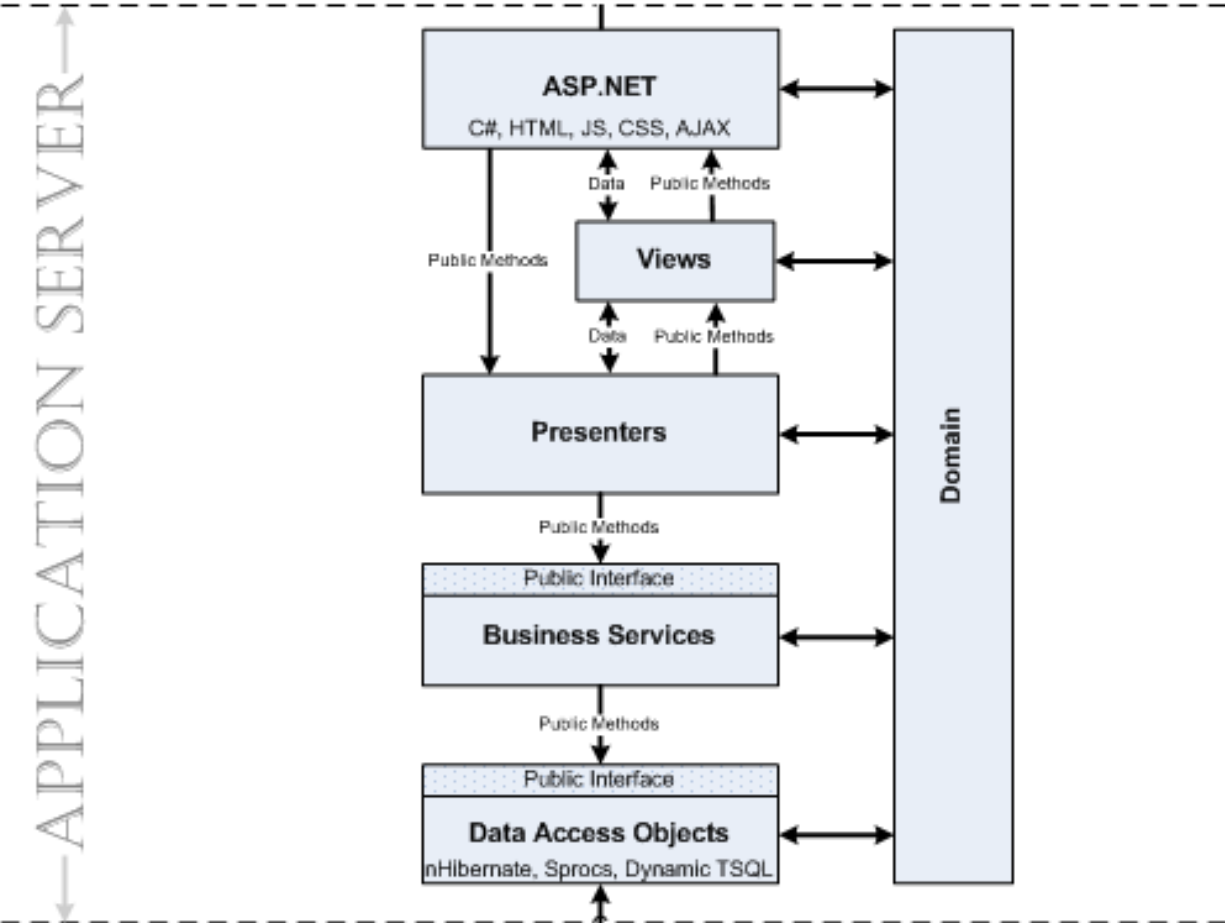 APPLICATION SERVER
ASP.NET
C#, HTML, JS, CSS, AJAX
Data
Public Methods
Public Methods
Views
Data
Public Methods
Presenters
Domain
Public Methods
Public Interface
Business Services
Public Methods
Public Interface
Data Access Objects
nHibernate, Sprocs, Dynamic TSQL